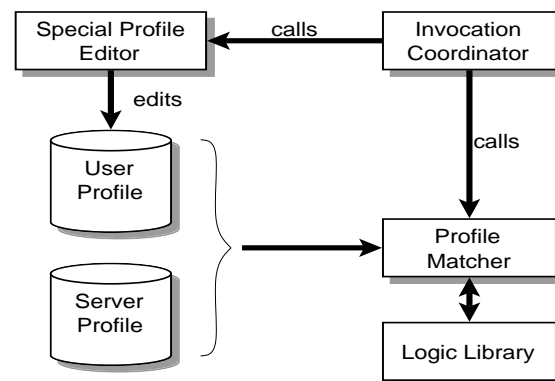 Special Profile
Editor
calls
Invocation
Coordinator
edits
User
Profile
calls
Profile
Matcher
Server
Profile
Logic Library